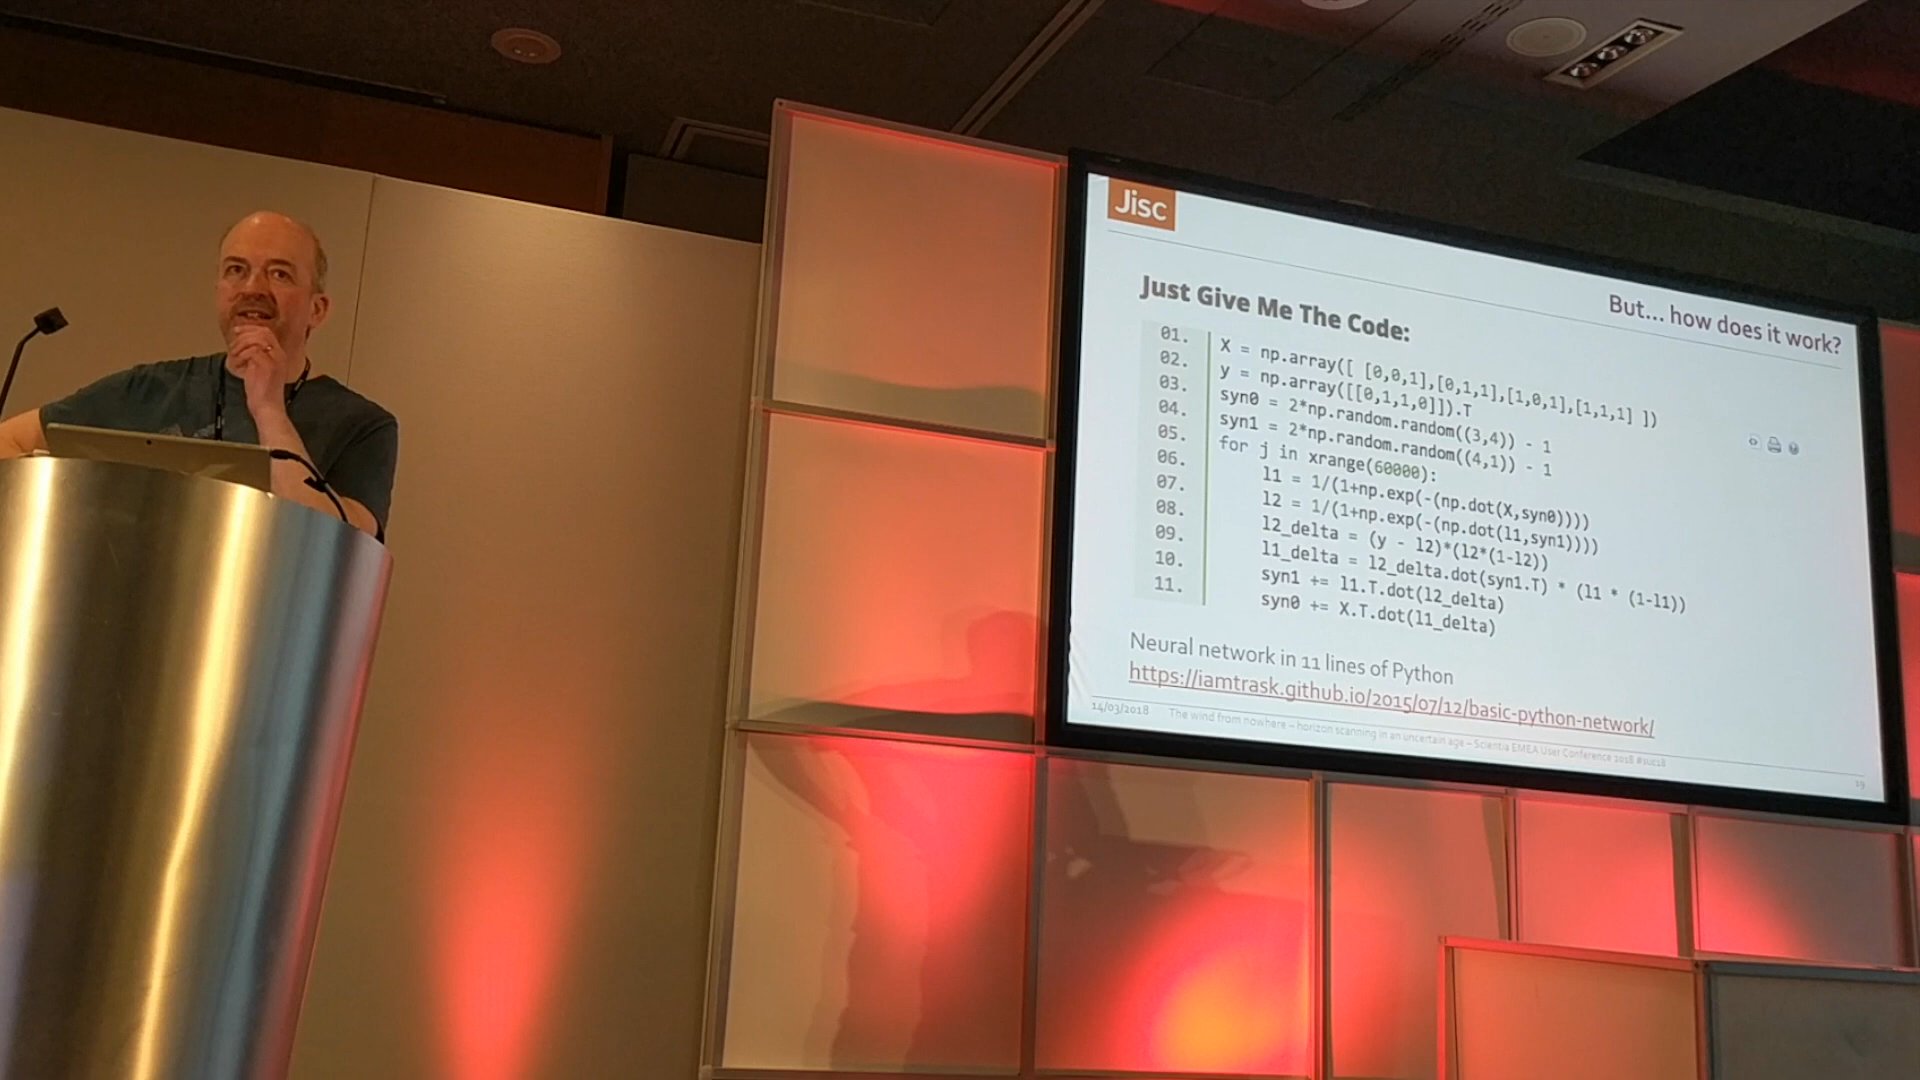 Jisc
But... how does it work?
Just Give Me The Code:
01. X = np.array([ [0,0,1],[0,1,1],[1,0,1],[1,1,1] ])
02. y = np.array([[0,1,1,0]]).T
03. syn0 = 2*np.random.random((3,4)) - 1
04. syn1 = 2*np.random.random((4,1)) - 1
05. for j in xrange(60000):
06. l1 = 1/(1+np.exp(-(np.dot(X,syn0))))
07. l2 = 1/(1+np.exp(-(np.dot(l1,syn1))))
08. l2_delta = (y - l2)*(l2*(1-l2))
09. l1_delta = l2_delta.dot(syn1.T) * (l1 * (1-l1))
10. syn1 += l1.T.dot(l2_delta)
11. syn0 += X.T.dot(l1_delta)
Neural network in 11 lines of Python
https://iamtrask.github.io/2015/07/12/basic-python-network/
14/03/2018 The wind from nowhere – horizon scanning in an uncertain age – Scientia EMEA User Conference 2018 #suc18 19